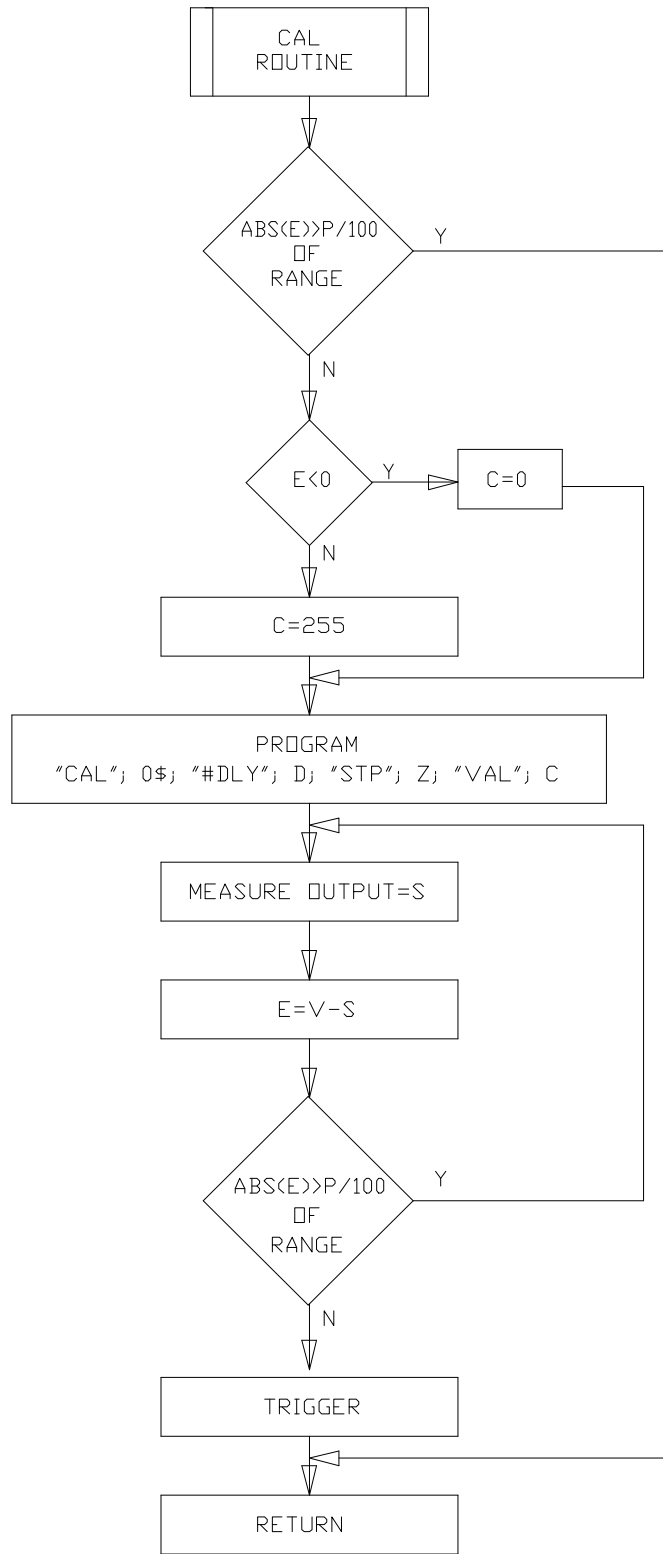 CAL
ROUTINE
ABS(E)>P/100
OF
RANGE
Y
N
E<0
Y
C=0
N
C=255
PROGRAM
"CAL"; 0$; "#DLY"; D; "STP"; Z; "VAL"; C
MEASURE OUTPUT=S
E=V-S
ABS(E)>P/100
OF
RANGE
Y
N
TRIGGER
RETURN